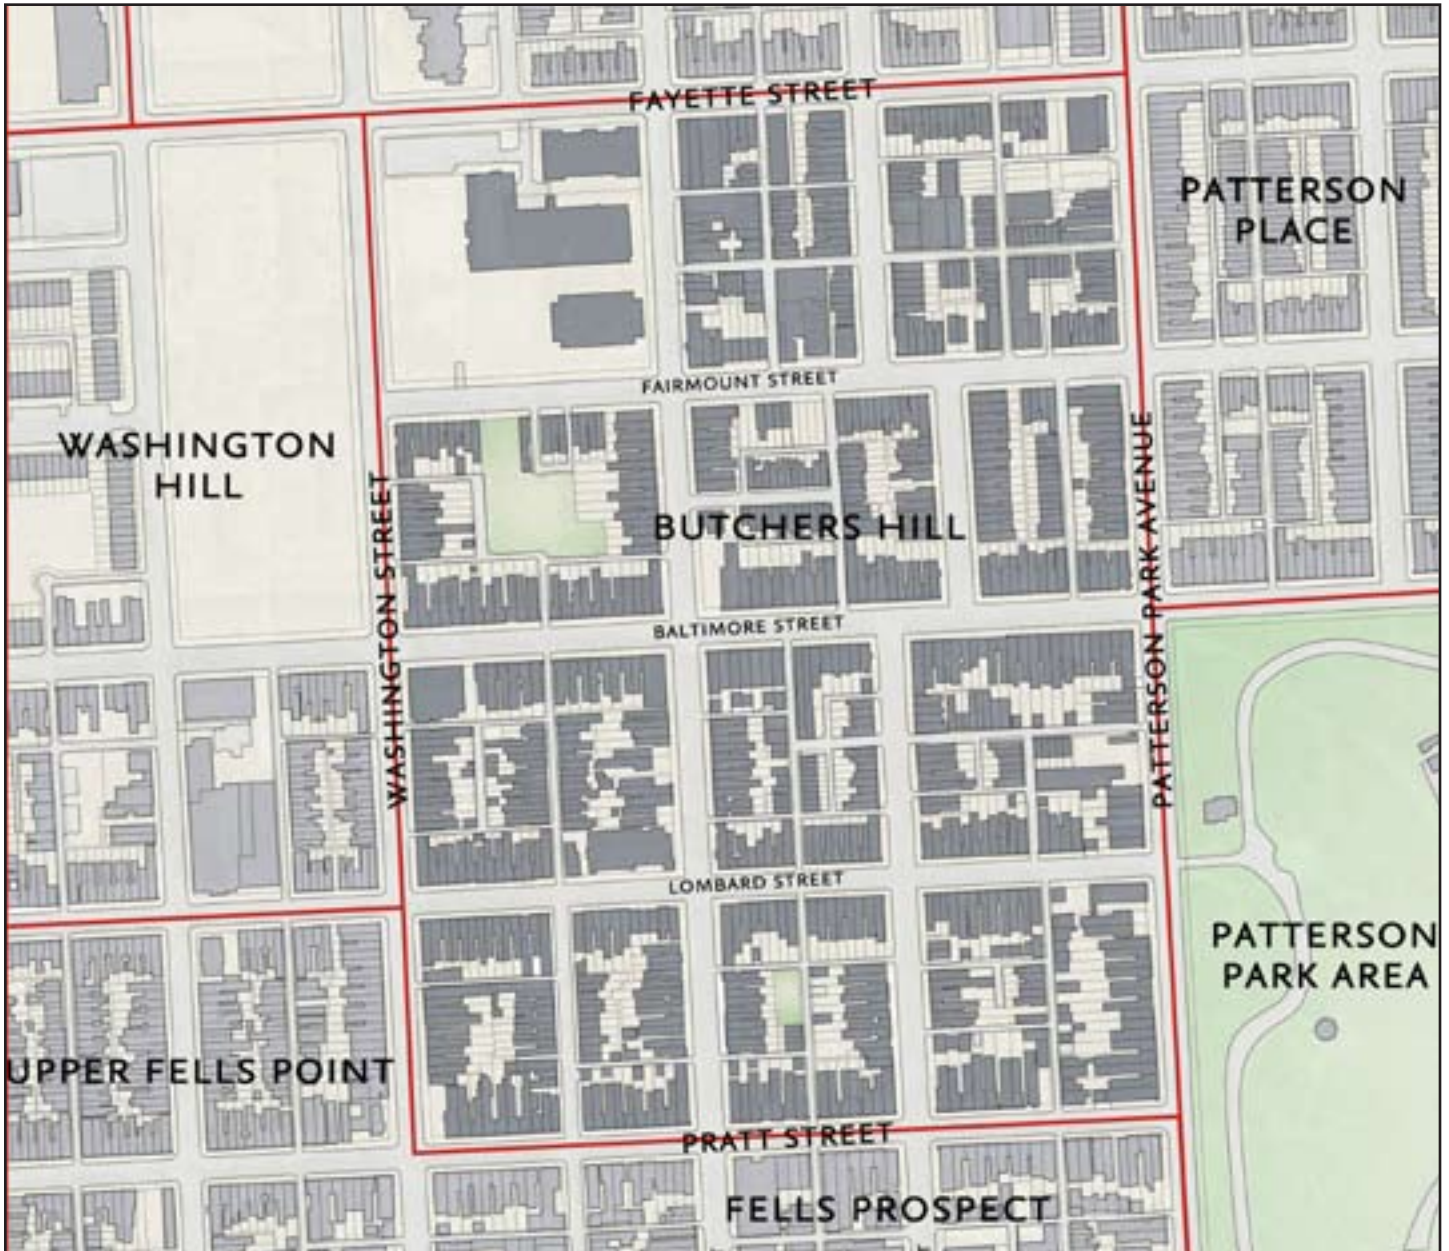 FAYETTE STREET
PATTERSON
PLACE
FAIRMOUNT STREET
WASHINGTON
HILL
WASHINGTON STREET
BUTCHERS HILL
PATTERSON PARK AVENUE
BALTIMORE STREET
LOMBARD STREET
PATTERSON
PARK AREA
UPPER FELLS POINT
PRATT STREET
FELLS PROSPECT